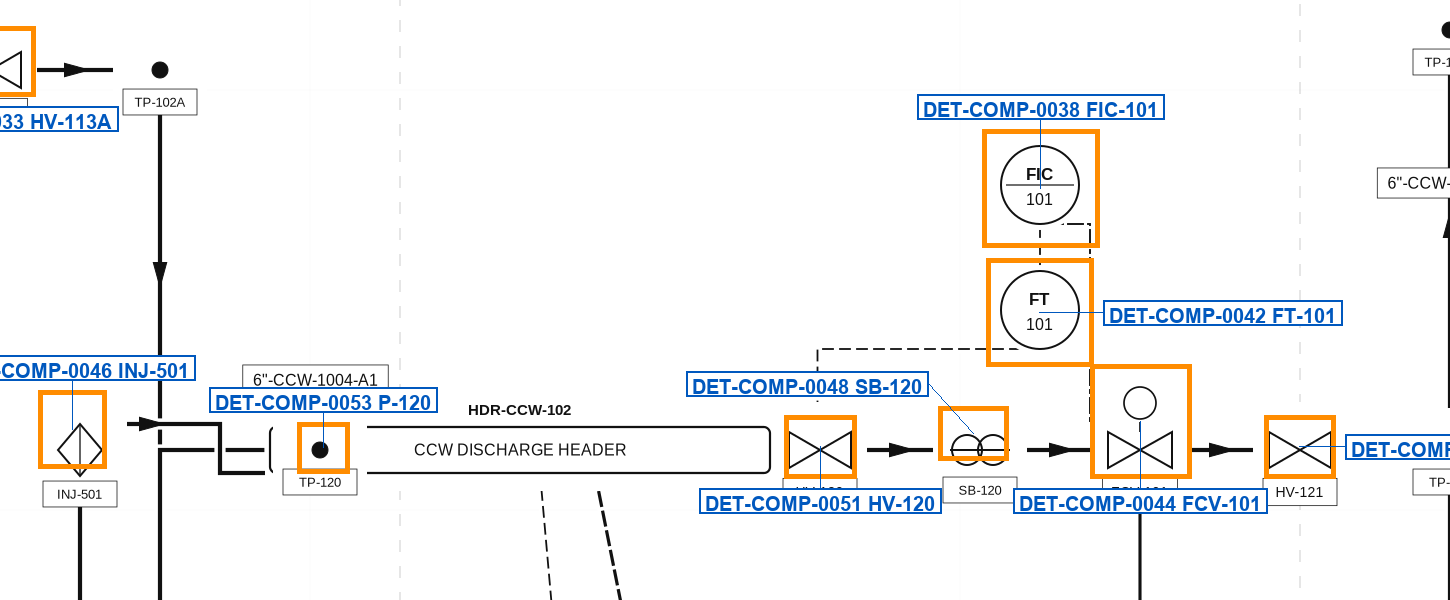 TP-102A
033 HV-113A
DET-COMP-0038 FIC-101
FIC
101
TP-1
6"-CCW-
FT
101
DET-COMP-0042 FT-101
-COMP-0046 INJ-501
6"-CCW-1004-A1
DET-COMP-0053 P-120
HDR-CCW-102
CCW DISCHARGE HEADER
DET-COMP-0048 SB-120
DET-COMP
INJ-501
TP-120
SB-120
HV-121
TP-
DET-COMP-0051 HV-120
DET-COMP-0044 FCV-101